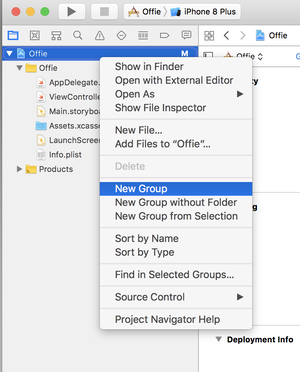 Offie
iPhone 8 Plus
Offie
Offie
M
Offie
AppDelegate.
ViewControlle
Main.storyboa
Assets.xcasse
LaunchScreen
Info.plist
Products
Show in Finder
Open with External Editor
Open As
Show File Inspector
New File...
Add Files to “Offie”...
Delete
New Group
New Group without Folder
New Group from Selection
Sort by Name
Sort by Type
Find in Selected Groups...
Source Control
Project Navigator Help
Deployment Info